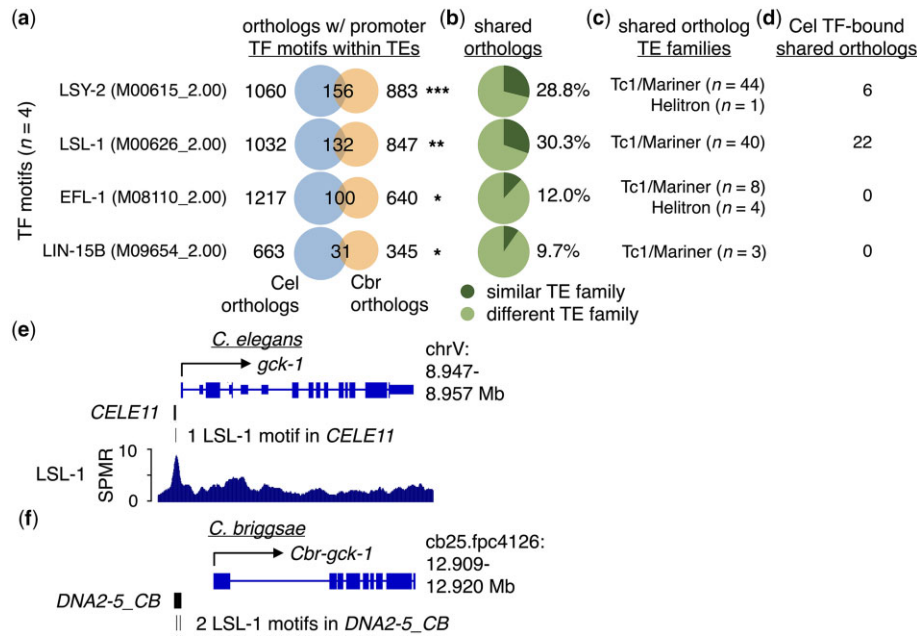 (a) orthologs w/ promoter TF motifs within TEs
(b) shared orthologs
(c) shared ortholog TE families
(d) Cel TF-bound shared orthologs
TF motifs (n = 4)
LSY-2 (M00615_2.00) 1060 156 883 *** 28.8% Tc1/Mariner (n = 44) Helitron (n = 1) 6
LSL-1 (M00626_2.00) 1032 132 847 ** 30.3% Tc1/Mariner (n = 40) 22
EFL-1 (M08110_2.00) 1217 100 640 * 12.0% Tc1/Mariner (n = 8) Helitron (n = 4) 0
LIN-15B (M09654_2.00) 663 31 345 * 9.7% Tc1/Mariner (n = 3) 0
Cel orthologs
Cbr orthologs
similar TE family
different TE family
(e) C. elegans
gck-1
chrV: 8.947- 8.957 Mb
CELE11
1 LSL-1 motif in CELE11
LSL-1 SPMR 10 0
(f) C. briggsae
Cbr-gck-1
cb25.fpc4126: 12.909- 12.920 Mb
DNA2-5_CB
2 LSL-1 motifs in DNA2-5_CB